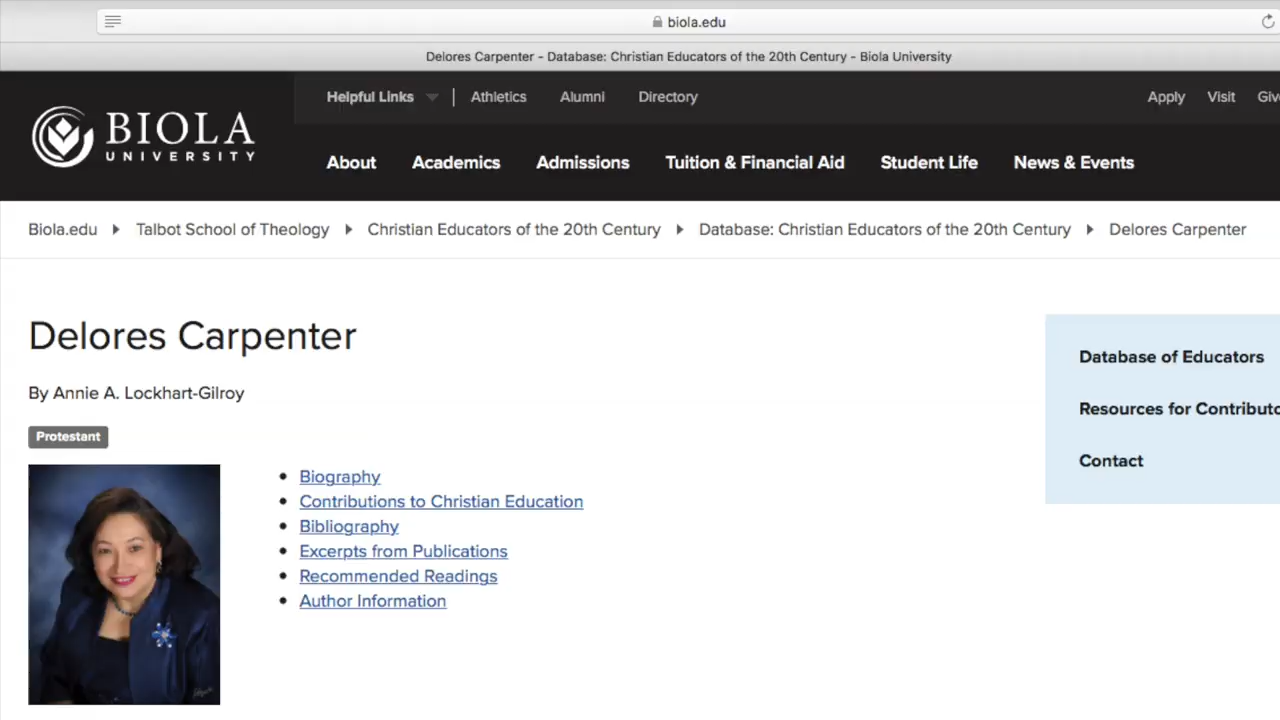 biola.edu
Delores Carpenter - Database: Christian Educators of the 20th Century - Biola University
Helpful Links Athletics Alumni Directory Apply Visit Giv
BIOLA
UNIVERSITY
About Academics Admissions Tuition & Financial Aid Student Life News & Events
Biola.edu Talbot School of Theology Christian Educators of the 20th Century Database: Christian Educators of the 20th Century Delores Carpenter
Delores Carpenter
By Annie A. Lockhart-Gilroy
Protestant
Biography
Contributions to Christian Education
Bibliography
Excerpts from Publications
Recommended Readings
Author Information
Database of Educators
Resources for Contributo
Contact